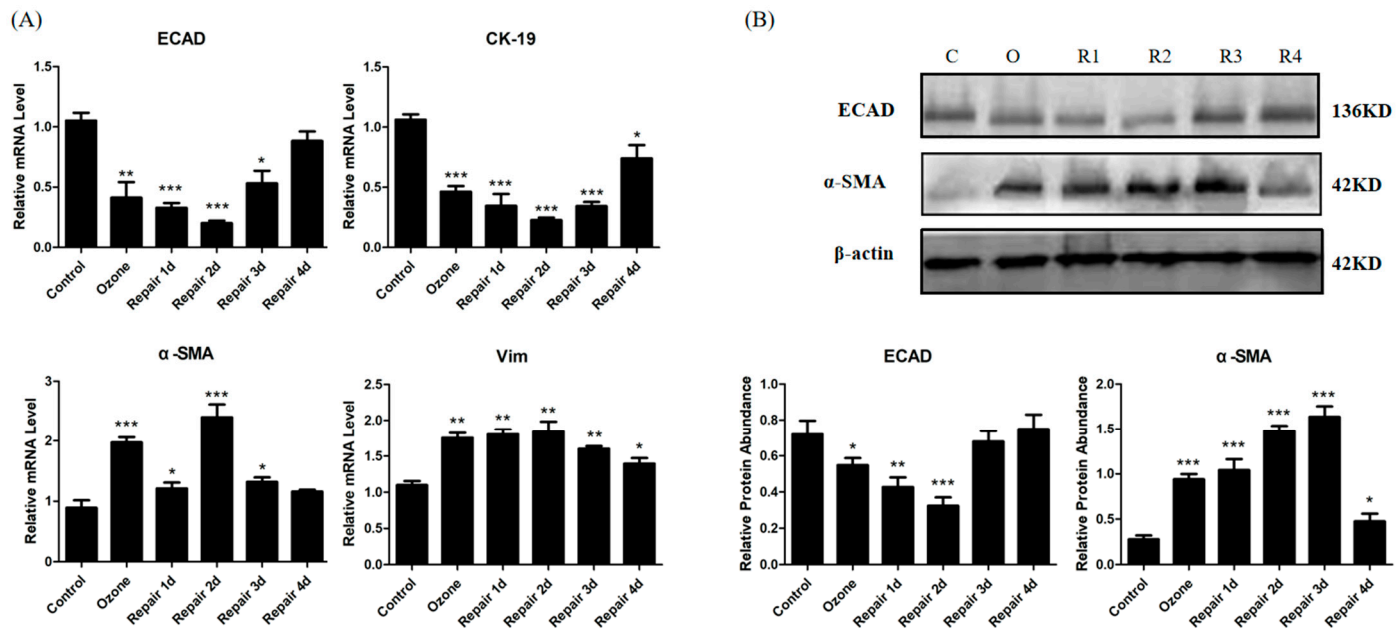 (A)
ECAD
Relative mRNA Level
1.5
1.0
0.5
0.0
** *** *** *
Control Ozone Repair 1d Repair 2d Repair 3d Repair 4d
CK-19
Relative mRNA Level
1.5
1.0
0.5
0.0
*** *** *** *** *
Control Ozone Repair 1d Repair 2d Repair 3d Repair 4d
α-SMA
Relative mRNA Level
3
2
1
0
*** * *** *
Control Ozone Repair 1d Repair 2d Repair 3d Repair 4d
Vim
Relative mRNA Level
2.5
2.0
1.5
1.0
0.5
0.0
** ** ** ** *
Control Ozone Repair 1d Repair 2d Repair 3d Repair 4d
(B)
C O R1 R2 R3 R4
ECAD 136KD
α-SMA 42KD
β-actin 42KD
ECAD
Relative Protein Abundance
0.8
0.6
0.4
0.2
0.0
1.0
* ** ***
Control Ozone Repair 1d Repair 2d Repair 3d Repair 4d
α-SMA
Relative Protein Abundance
2.0
1.5
1.0
0.5
0.0
*** *** *** *** *
Control Ozone Repair 1d Repair 2d Repair 3d Repair 4d